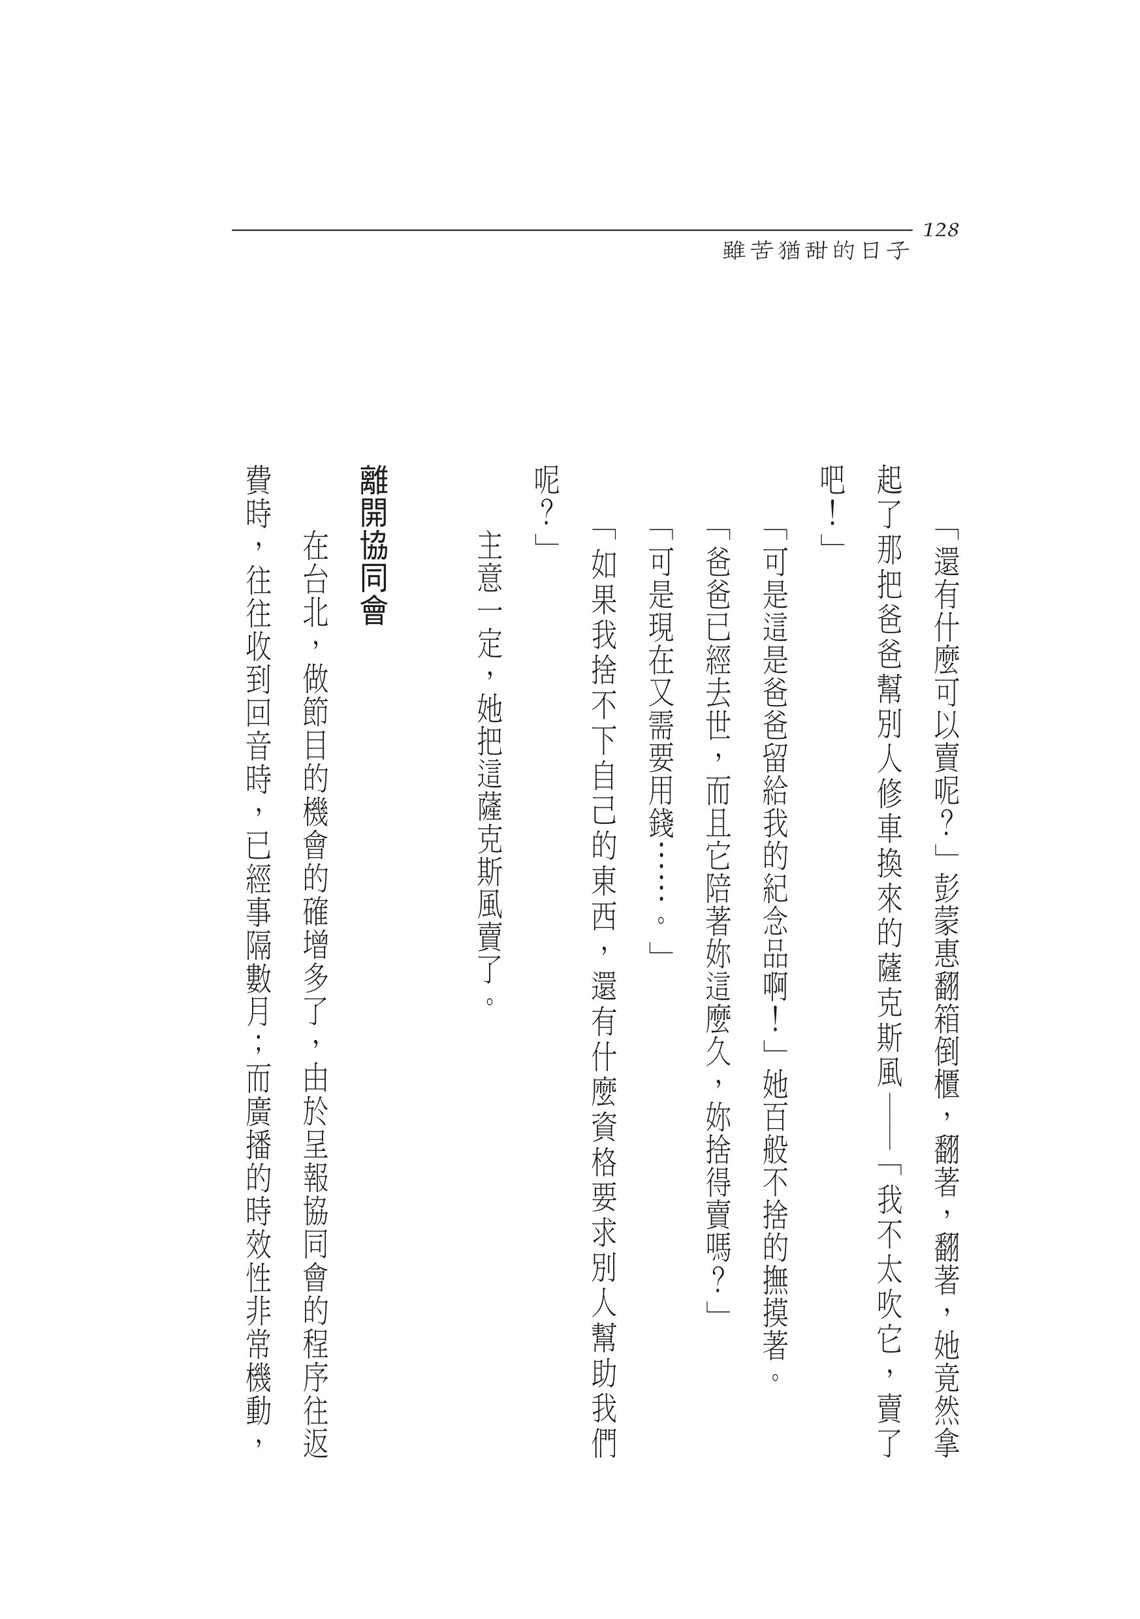 128
雖苦猶甜的日子
「還有什麼可以賣呢？」彭蒙惠翻箱倒櫃，翻著，翻著，她竟然拿
起了那把爸爸幫別人修車換來的薩克斯風——「我不太吹它，賣了
吧！」
「可是這是爸爸留給我的紀念品啊！」她百般不捨的撫摸著。
「爸爸已經去世，而且它陪著妳這麼久，妳捨得賣嗎？」
「可是現在又需要用錢……。」
「如果我捨不下自己的東西，還有什麼資格要求別人幫助我們
呢？」
主意一定，她把這薩克斯風賣了。
離開協同會
在台北，做節目的機會的確增多了，由於呈報協同會的程序往返
費時，往往收到回音時，已經事隔數月；而廣播的時效性非常機動，